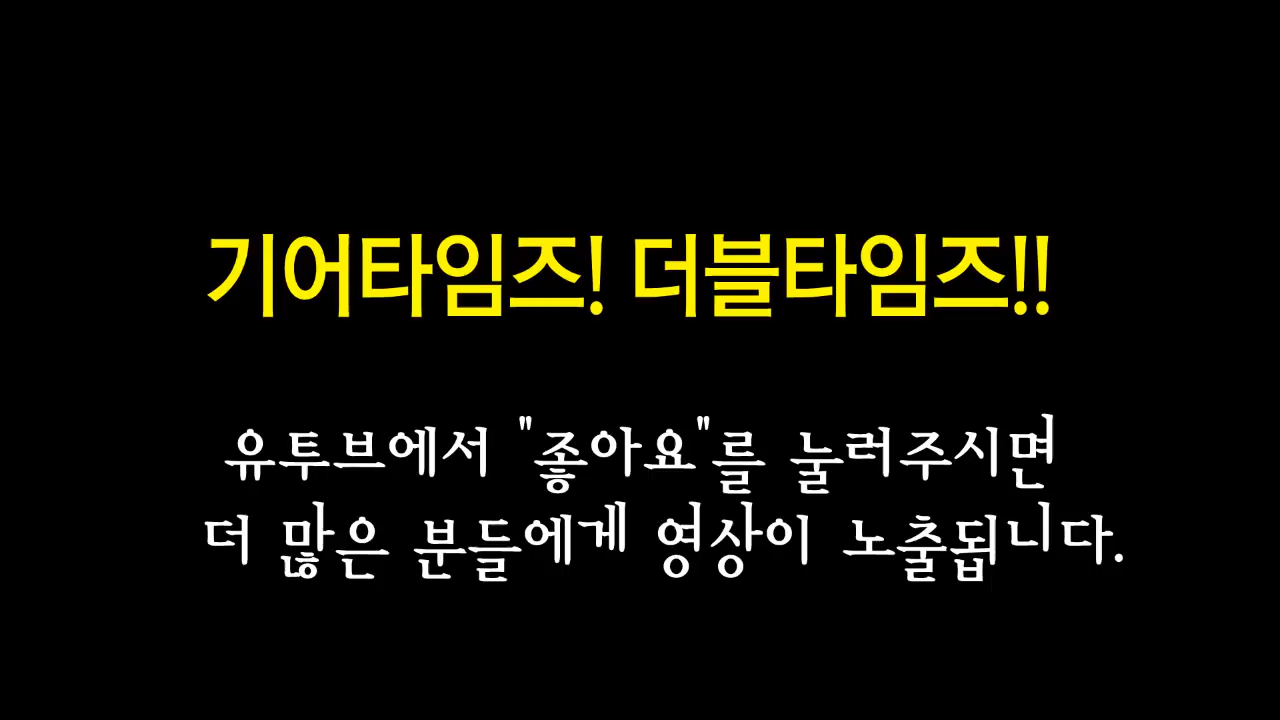 기어타임즈! 더블타임즈!!
유투브에서 "좋아요"를 눌러주시면
더 많은 분들에게 영상이 노출됩니다.